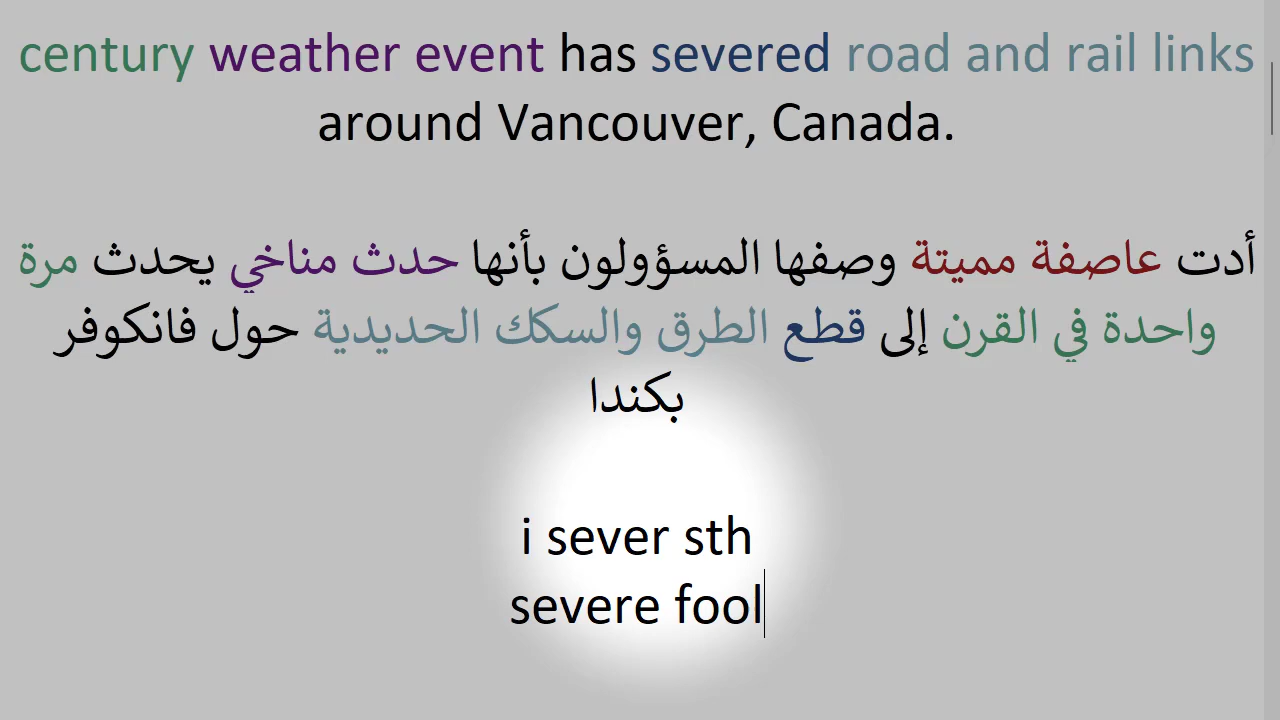 century weather event has severed road and rail links
around Vancouver, Canada.
أدت عاصفة مميتة وصفها المسؤولون بأنها حدث مناخي يحدث مرة
واحدة في القرن إلى قطع الطرق والسكك الحديدية حول فانكوفر
بكندا
i sever sth
severe fool